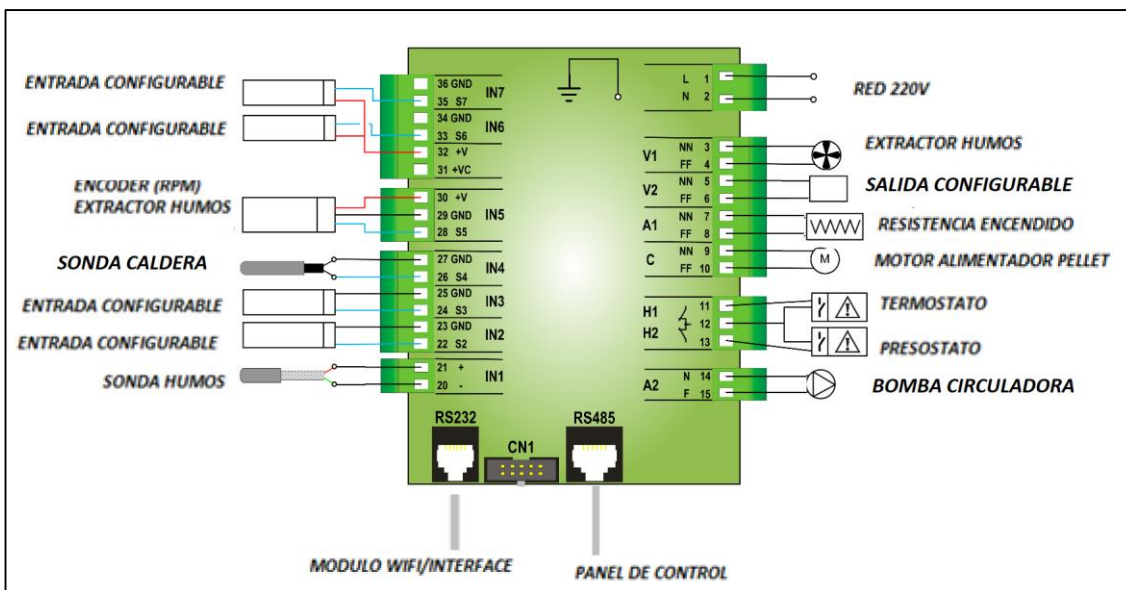 ENTRADA CONFIGURABLE
ENTRADA CONFIGURABLE
ENCODER (RPM)
EXTRACTOR HUMOS
SONDA CALDERA
ENTRADA CONFIGURABLE
ENTRADA CONFIGURABLE
SONDA HUMOS
36 GND
35 S7
IN7
34 GND
33 S6
IN6
32 +V
31 +VC
30 +V
29 GND
IN5
28 S5
27 GND
IN4
26 S4
25 GND
IN3
24 S3
23 GND
IN2
22 S2
21 +
IN1
20 -
L 1
N 2
RED 220V
V1
NN 3
FF 4
EXTRACTOR HUMOS
V2
NN 5
FF 6
SALIDA CONFIGURABLE
A1
NN 7
FF 8
RESISTENCIA ENCENDIDO
C
NN 9
FF 10
M
MOTOR ALIMENTADOR PELLET
H1
H2
11
12
13
TERMOSTATO
PRESOSTATO
A2
N 14
F 15
BOMBA CIRCULADORA
RS232
CN1
RS485
MODULO WIFI/INTERFACE
PANEL DE CONTROL